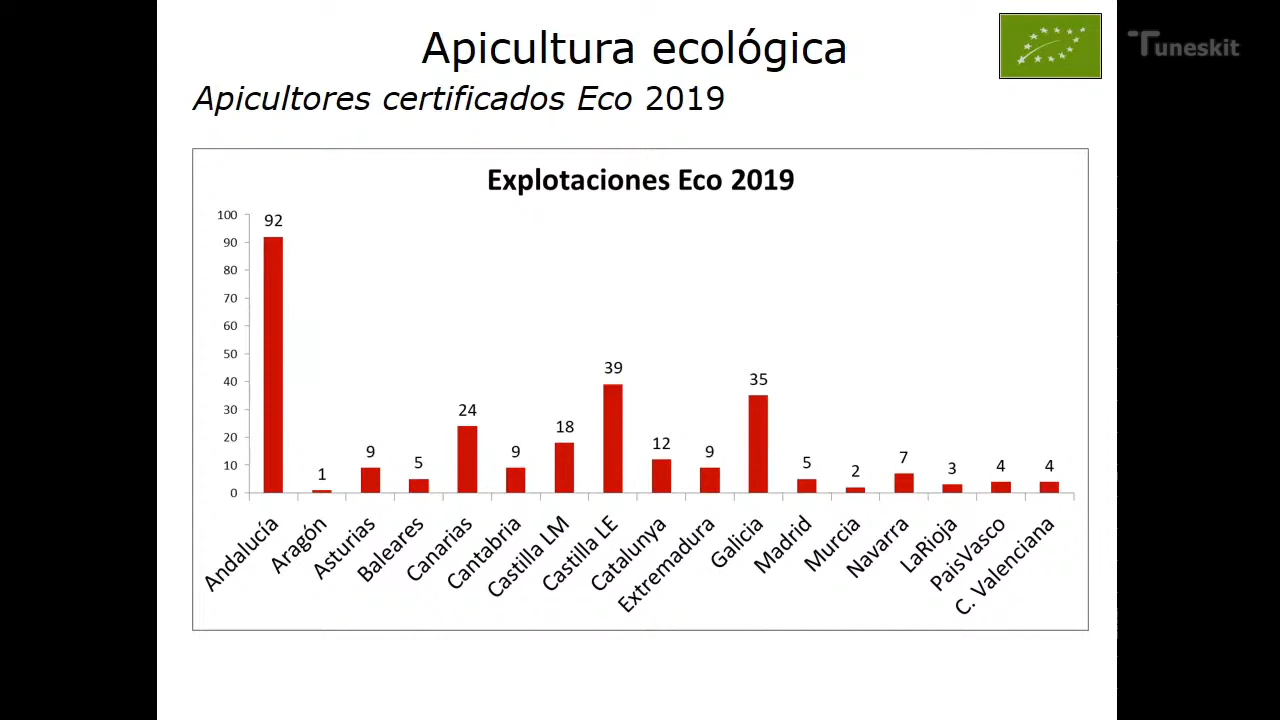 Apicultura ecológica
Tuneskit
Apicultores certificados Eco 2019
Explotaciones Eco 2019
100
90
80
70
60
50
40
30
20
10
0
92
1
9
5
24
9
18
39
12
9
35
5
2
7
3
4
4
Andalucía
Aragón
Asturias
Baleares
Canarias
Cantabria
Castilla LM
Castilla LE
Catalunya
Extremadura
Galicia
Madrid
Murcia
Navarra
LaRioja
PaisVasco
C. Valenciana